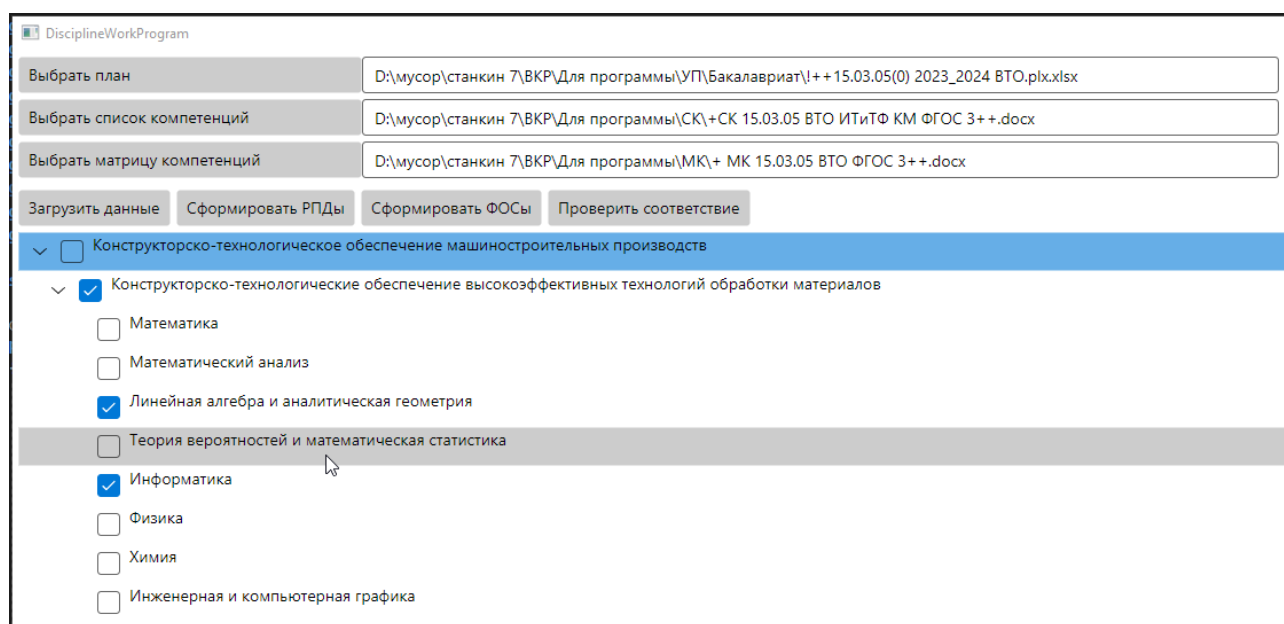 DisciplineWorkProgram
Выбрать план D:\мусор\станкин 7\ВКР\Для программы\УП\Бакалавриат\!++15.03.05(0) 2023_2024 ВТО.plx.xlsx
Выбрать список компетенций D:\мусор\станкин 7\ВКР\Для программы\СК\+СК 15.03.05 ВТО ИТиТФ КМ ФГОС 3++.docx
Выбрать матрицу компетенций D:\мусор\станкин 7\ВКР\Для программы\МК\+ МК 15.03.05 ВТО ФГОС 3++.docx
Загрузить данные Сформировать РПДы Сформировать ФОСы Проверить соответствие
Конструкторско-технологическое обеспечение машиностроительных производств
Конструкторско-технологические обеспечение высокоэффективных технологий обработки материалов
Математика
Математический анализ
Линейная алгебра и аналитическая геометрия
Теория вероятностей и математическая статистика
Информатика
Физика
Химия
Инженерная и компьютерная графика